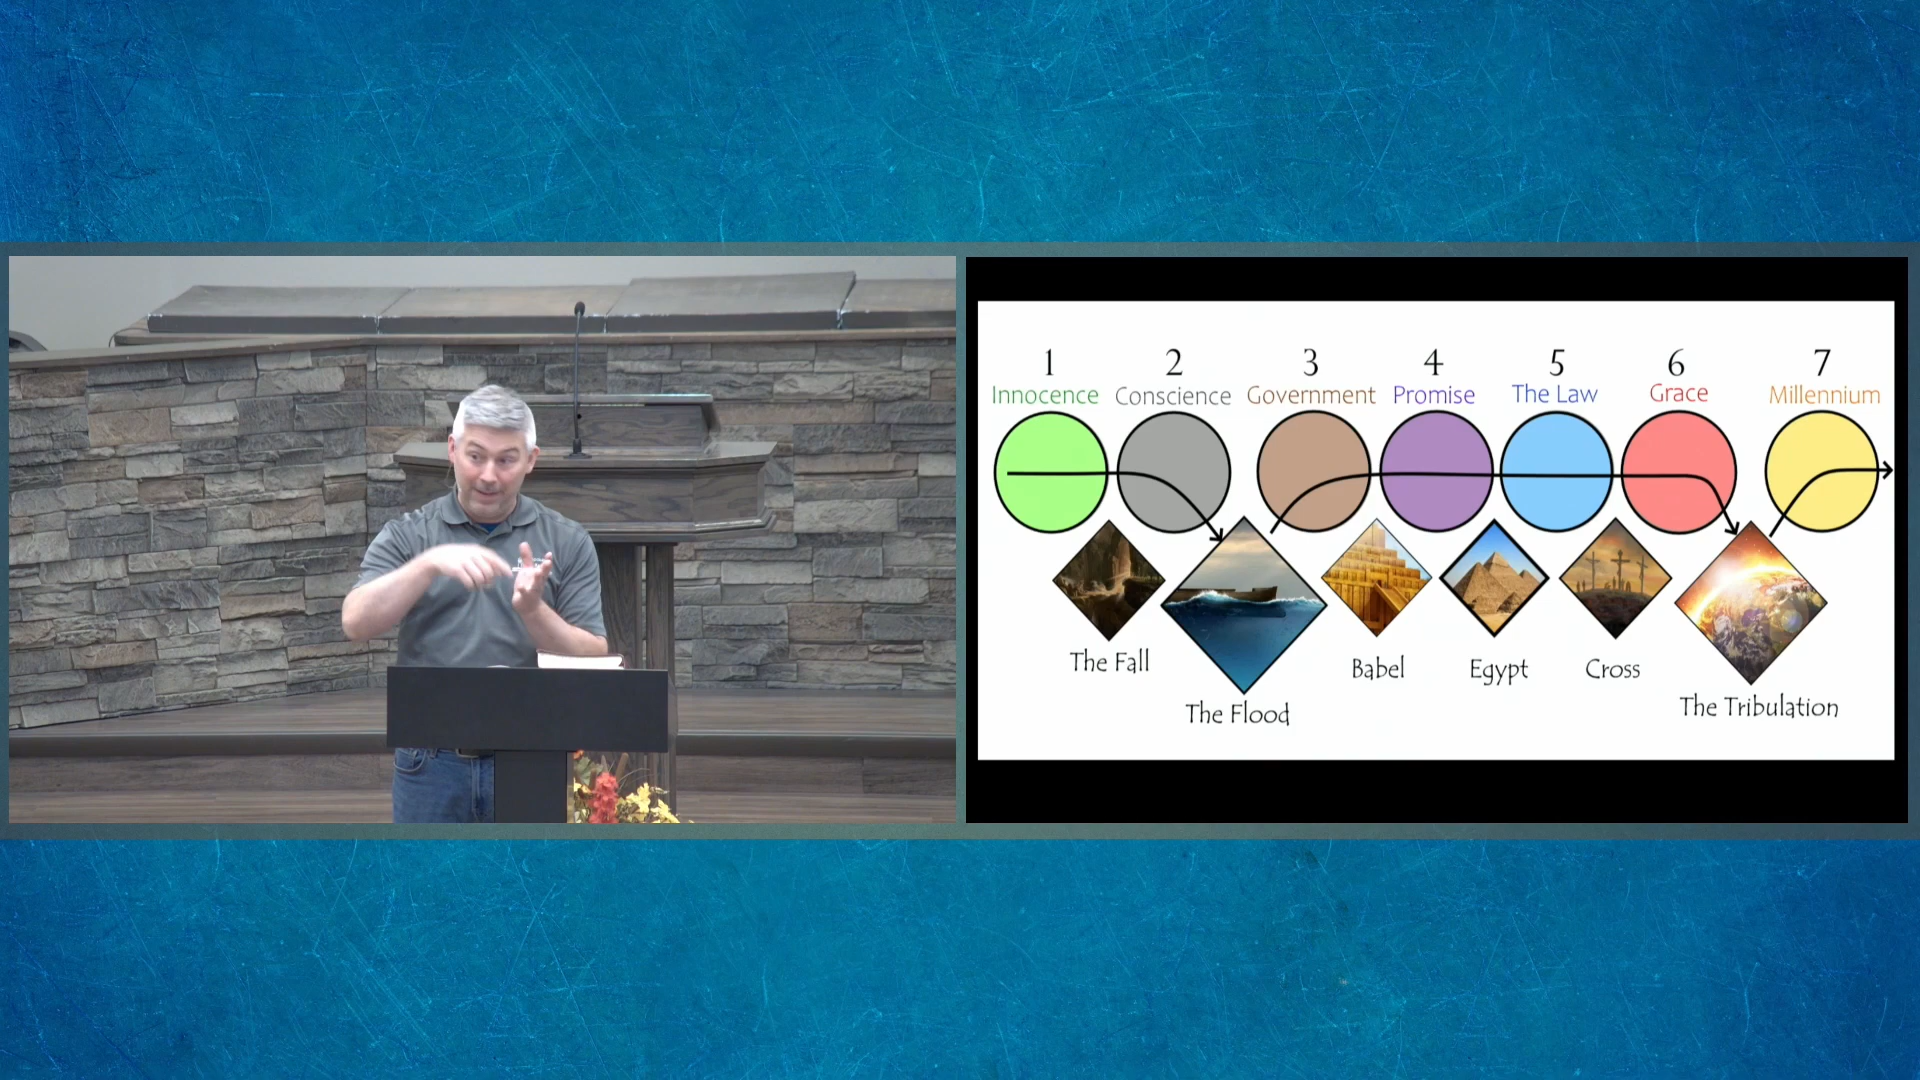 1 2 3 4 5 6 7
Innocence Conscience Government Promise The Law Grace Millennium
The Fall Babel Egypt Cross
The Flood The Tribulation